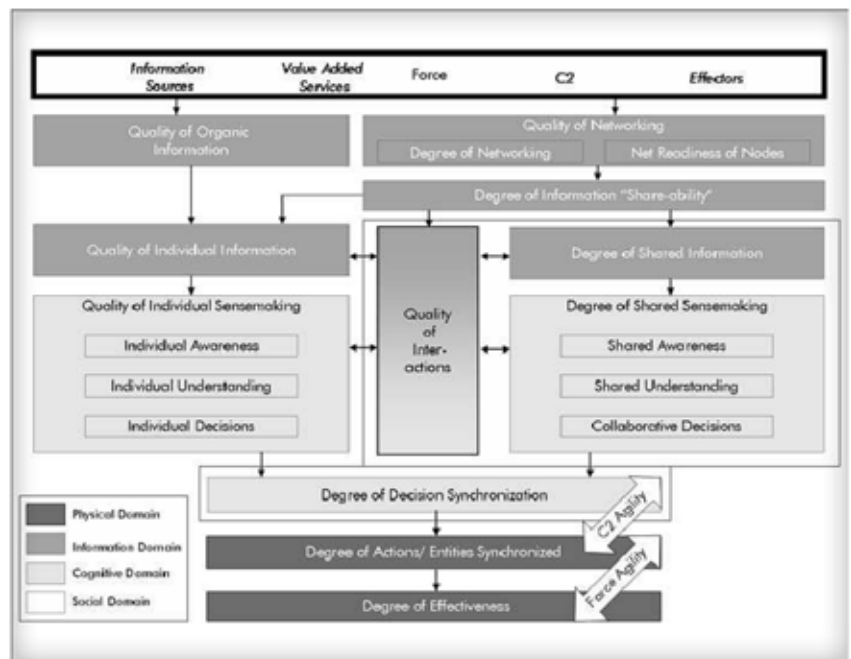 Information
Sources
Value Added
Services
Force
C2
Effectors
Quality of Organic
Information
Quality of Networking
Degree of Networking
Net Readiness of Nodes
Degree of Information "Share-ability"
Quality of Individual Information
Degree of Shared Information
Quality of Individual Sensemaking
Individual Awareness
Individual Understanding
Individual Decisions
Quality
of
Inter-
actions
Degree of Shared Sensemaking
Shared Awareness
Shared Understanding
Collaborative Decisions
Degree of Decision Synchronization
C2 Agility
Degree of Actions/ Entities Synchronized
Force Agility
Degree of Effectiveness
Physical Domain
Information Domain
Cognitive Domain
Social Domain